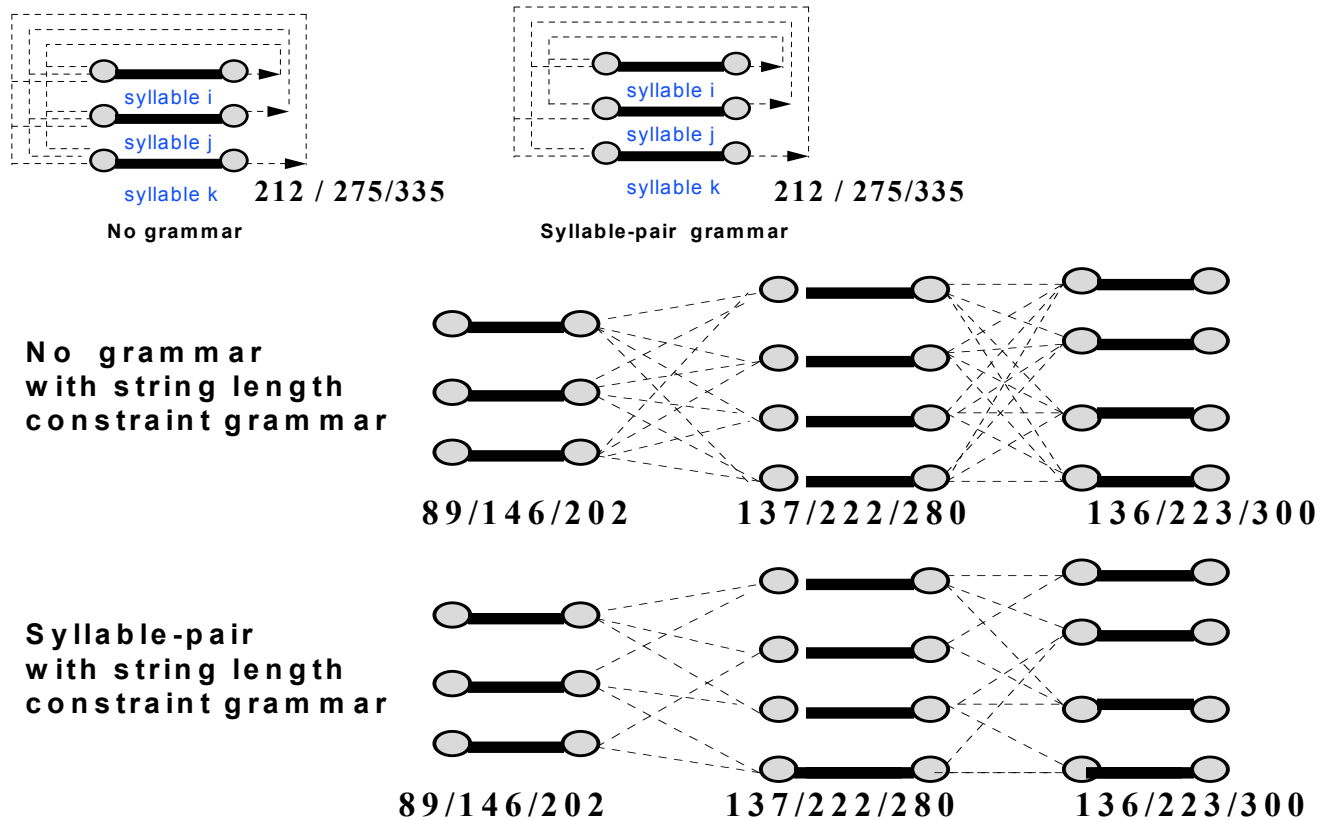 syllable i
syllable j
syllable k
212 / 275/335
No grammar
syllable i
syllable j
syllable k
212 / 275/335
Syllable-pair grammar
No grammar
with string length
constraint grammar
89/146/202
137/222/280
136/223/300
Syllable-pair
with string length
constraint grammar
89/146/202
137/222/280
136/223/300